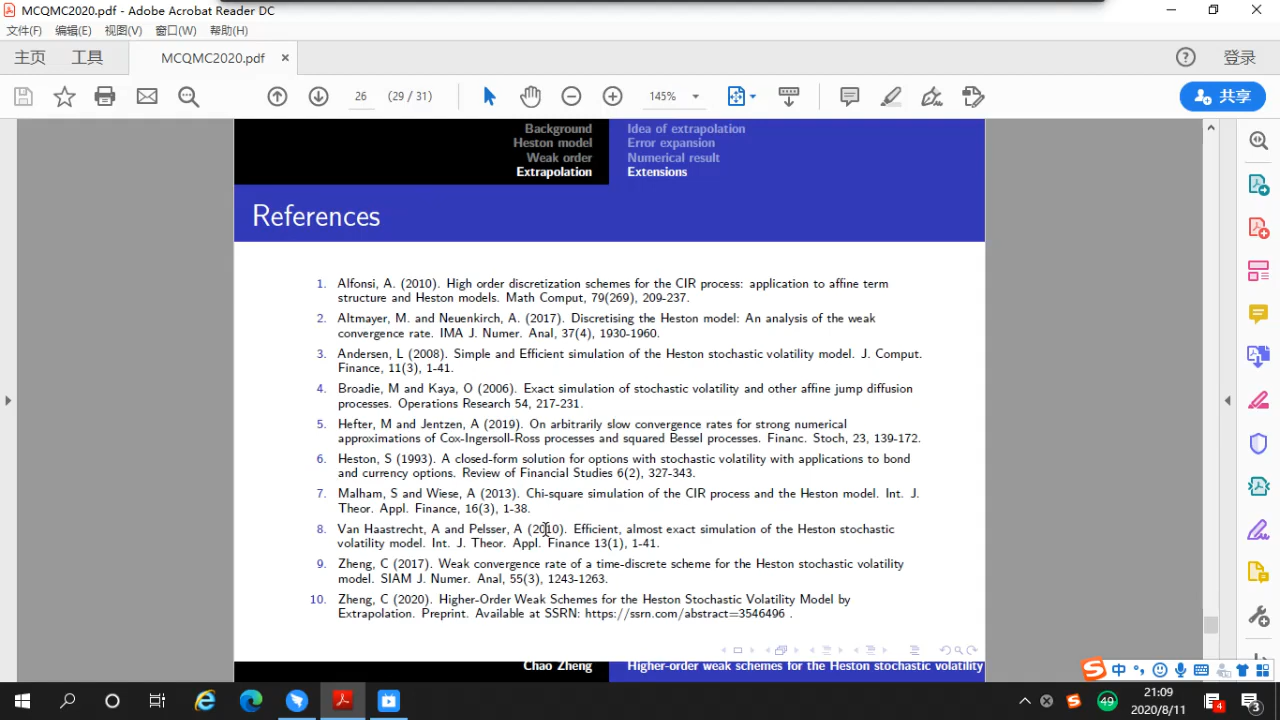 MCQMC2020.pdf - Adobe Acrobat Reader DC
文件(F) 编辑(E) 视图(V) 窗口(W) 帮助(H)
主页 工具 MCQMC2020.pdf × 登录
26 (29 / 31) 145% 共享
Background Idea of extrapolation
Heston model Error expansion
Weak order Numerical result
Extrapolation Extensions
References
1. Alfonsi, A. (2010). High order discretization schemes for the CIR process: application to affine term
structure and Heston models. Math Comput, 79(269), 209-237.
2. Altmayer, M. and Neuenkirch, A. (2017). Discretising the Heston model: An analysis of the weak
convergence rate. IMA J. Numer. Anal, 37(4), 1930-1960.
3. Andersen, L (2008). Simple and Efficient simulation of the Heston stochastic volatility model. J. Comput.
Finance, 11(3), 1-41.
4. Broadie, M and Kaya, O (2006). Exact simulation of stochastic volatility and other affine jump diffusion
processes. Operations Research 54, 217-231.
5. Hefter, M and Jentzen, A (2019). On arbitrarily slow convergence rates for strong numerical
approximations of Cox-Ingersoll-Ross processes and squared Bessel processes. Financ. Stoch, 23, 139-172.
6. Heston, S (1993). A closed-form solution for options with stochastic volatility with applications to bond
and currency options. Review of Financial Studies 6(2), 327-343.
7. Malham, S and Wiese, A (2013). Chi-square simulation of the CIR process and the Heston model. Int. J.
Theor. Appl. Finance, 16(3), 1-38.
8. Van Haastrecht, A and Pelsser, A (2010). Efficient, almost exact simulation of the Heston stochastic
volatility model. Int. J. Theor. Appl. Finance 13(1), 1-41.
9. Zheng, C (2017). Weak convergence rate of a time-discrete scheme for the Heston stochastic volatility
model. SIAM J. Numer. Anal, 55(3), 1243-1263.
10. Zheng, C (2020). Higher-Order Weak Schemes for the Heston Stochastic Volatility Model by
Extrapolation. Preprint. Available at SSRN: https://ssrn.com/abstract=3546496 .
Chao Zheng Higher-order weak schemes for the Heston stochastic volatility
中
49 21:09 4 3
2020/8/11